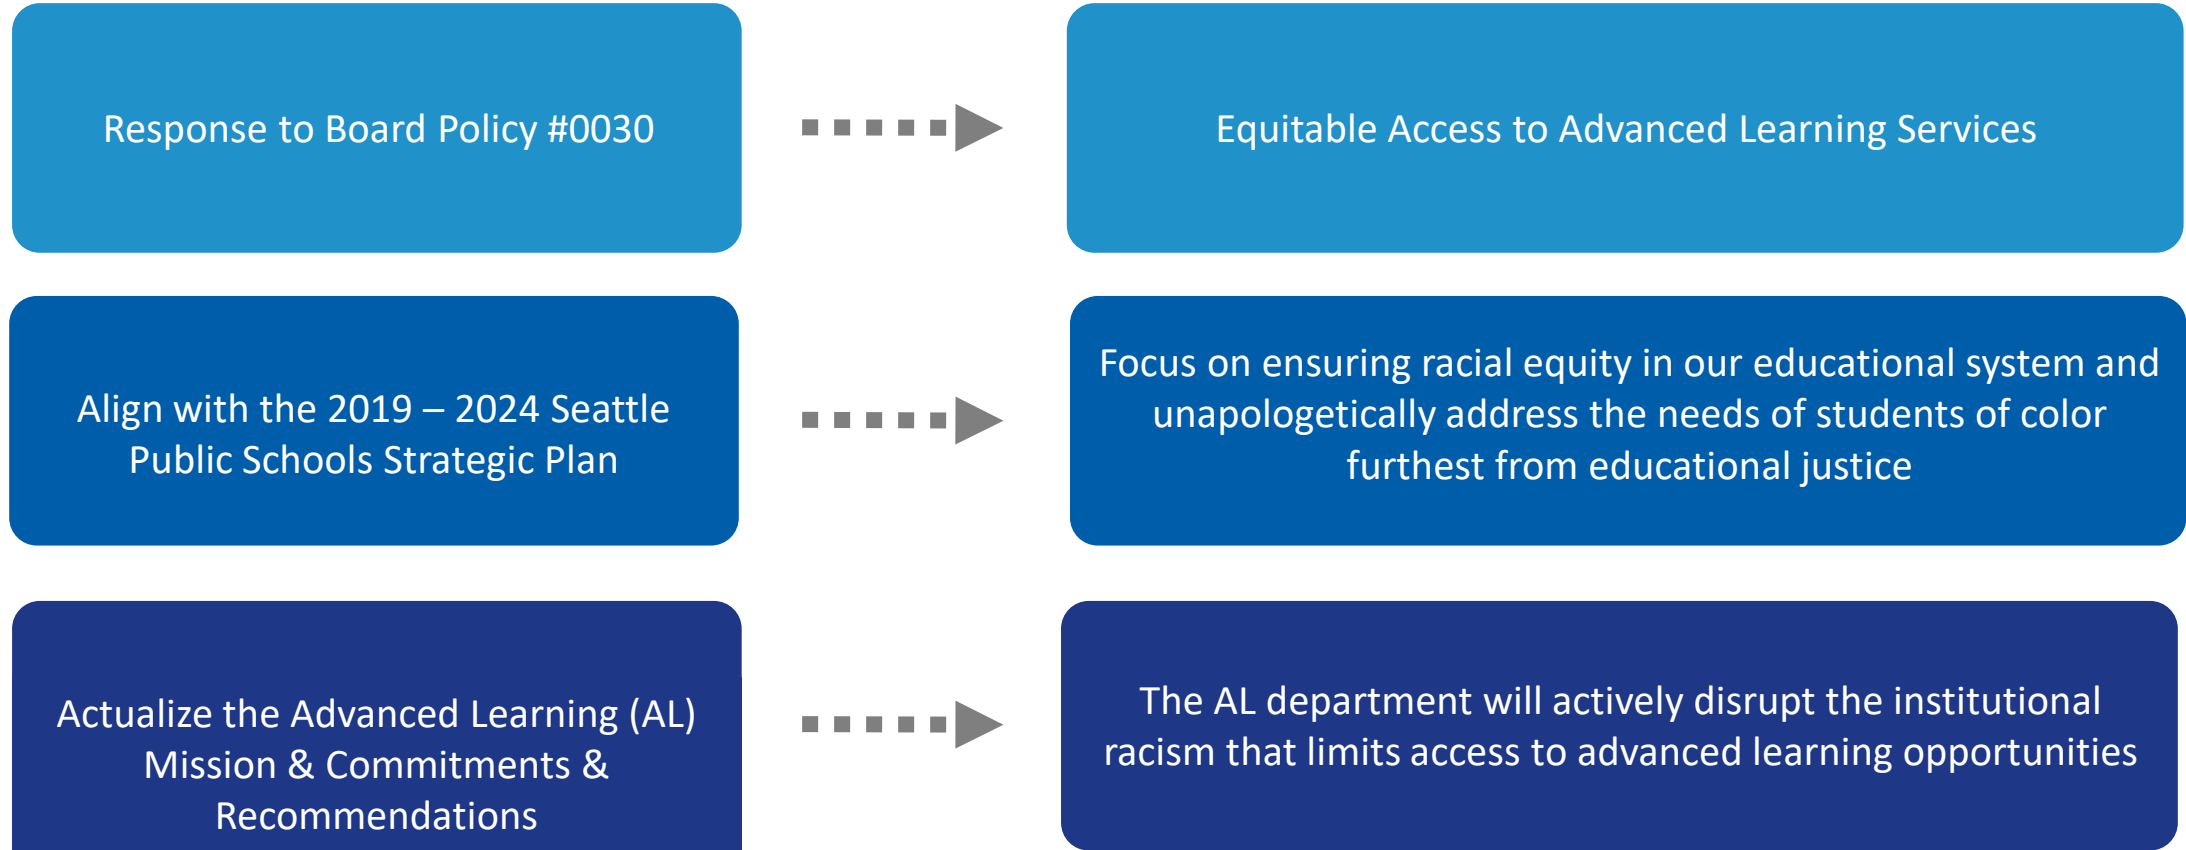 Response to Board Policy #0030
Equitable Access to Advanced Learning Services
Align with the 2019 – 2024 Seattle
Public Schools Strategic Plan
Focus on ensuring racial equity in our educational system and
unapologetically address the needs of students of color
furthest from educational justice
Actualize the Advanced Learning (AL)
Mission & Commitments &
Recommendations
The AL department will actively disrupt the institutional
racism that limits access to advanced learning opportunities